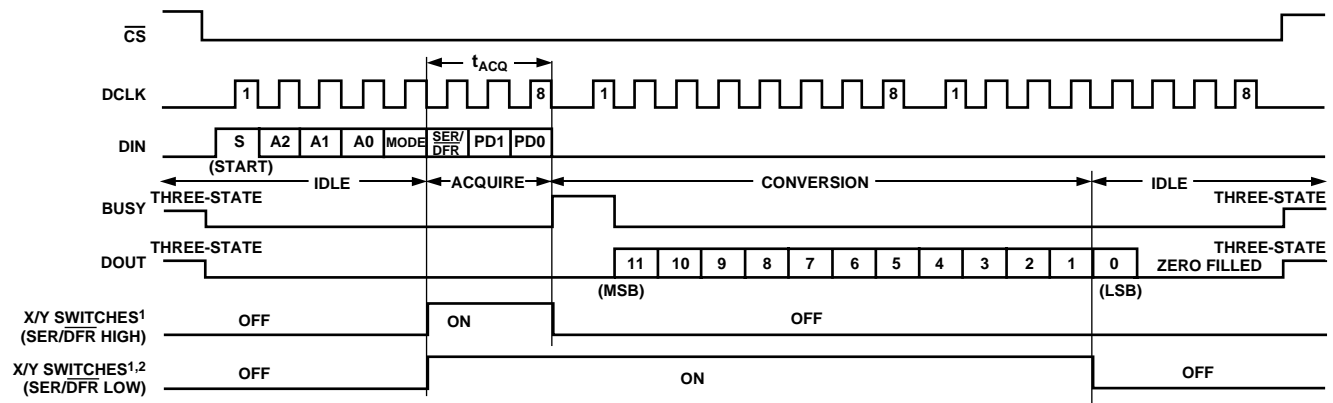 CS
tACQ
DCLK 1 8 1 8 1 8
DIN S A2 A1 A0 MODE SER/DFR PD1 PD0
(START)
IDLE ACQUIRE CONVERSION IDLE
THREE-STATE THREE-STATE
BUSY
THREE-STATE THREE-STATE
DOUT 11 10 9 8 7 6 5 4 3 2 1 0 ZERO FILLED
(MSB) (LSB)
X/Y SWITCHES1 OFF ON OFF
(SER/DFR HIGH)
X/Y SWITCHES1,2 OFF ON OFF
(SER/DFR LOW)